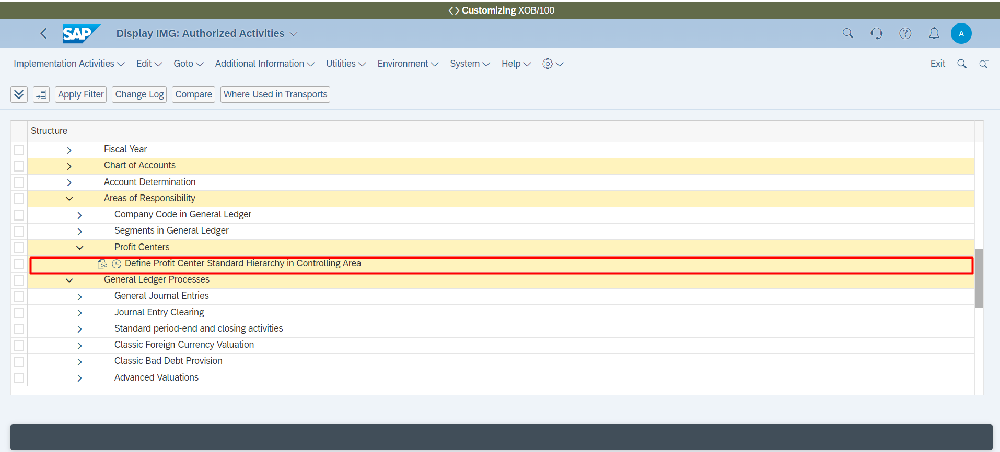 <> Customizing XOB/100
SAP Display IMG: Authorized Activities A
Implementation Activities Edit Goto Additional Information Utilities Environment System Help Exit
Apply Filter Change Log Compare Where Used in Transports
Structure
Fiscal Year
Chart of Accounts
Account Determination
Areas of Responsibility
Company Code in General Ledger
Segments in General Ledger
Profit Centers
Define Profit Center Standard Hierarchy in Controlling Area
General Ledger Processes
General Journal Entries
Journal Entry Clearing
Standard period-end and closing activities
Classic Foreign Currency Valuation
Classic Bad Debt Provision
Advanced Valuations